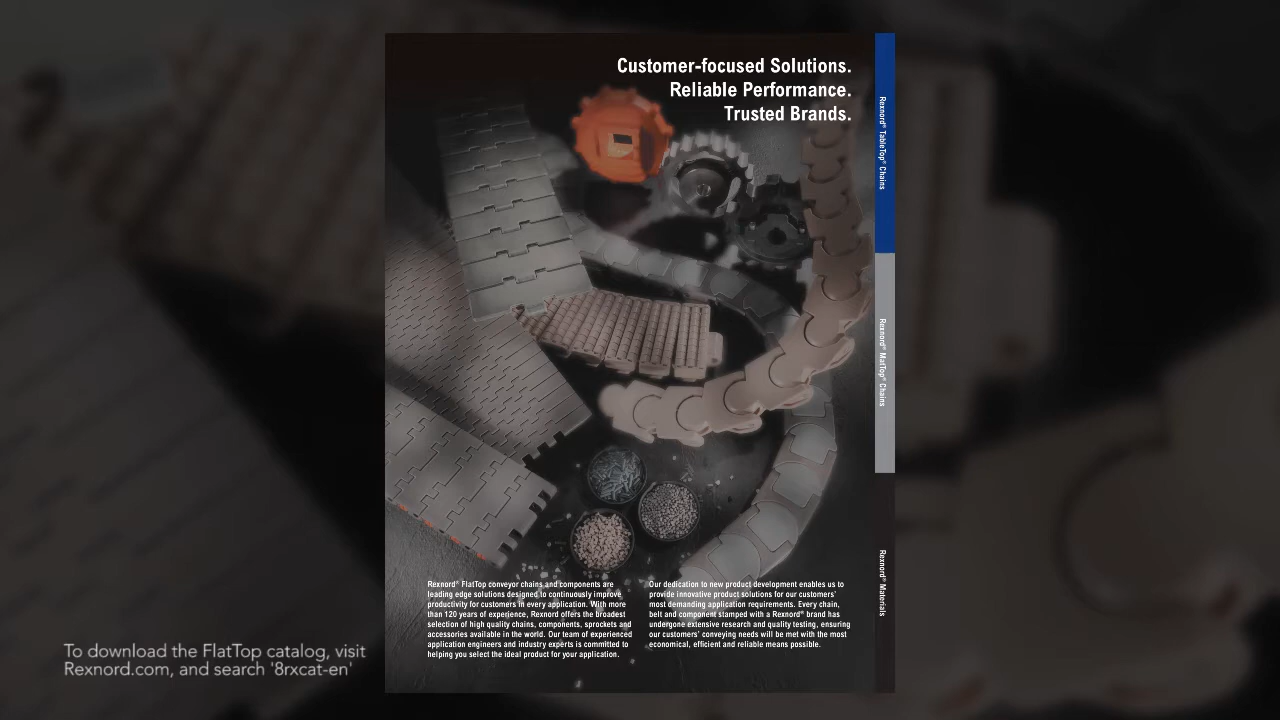 Customer-focused Solutions.
Reliable Performance.
Trusted Brands.
Rexnord® TableTop® Chains
Rexnord® MatTop® Chains
Rexnord® Materials
Rexnord® FlatTop conveyor chains and components are
leading edge solutions designed to continuously improve
productivity for customers in every application. With more
than 120 years of experience, Rexnord offers the broadest
selection of high quality chains, components, sprockets and
accessories available in the world. Our team of experienced
application engineers and industry experts is committed to
helping you select the ideal product for your application.
Our dedication to new product development enables us to
provide innovative product solutions for our customers'
most demanding application requirements. Every chain,
belt and component stamped with a Rexnord® brand has
undergone extensive research and quality testing, ensuring
our customers' conveying needs will be met with the most
economical, efficient and reliable means possible.
To download the FlatTop catalog, visit
Rexnord.com, and search '8rxcat-en'